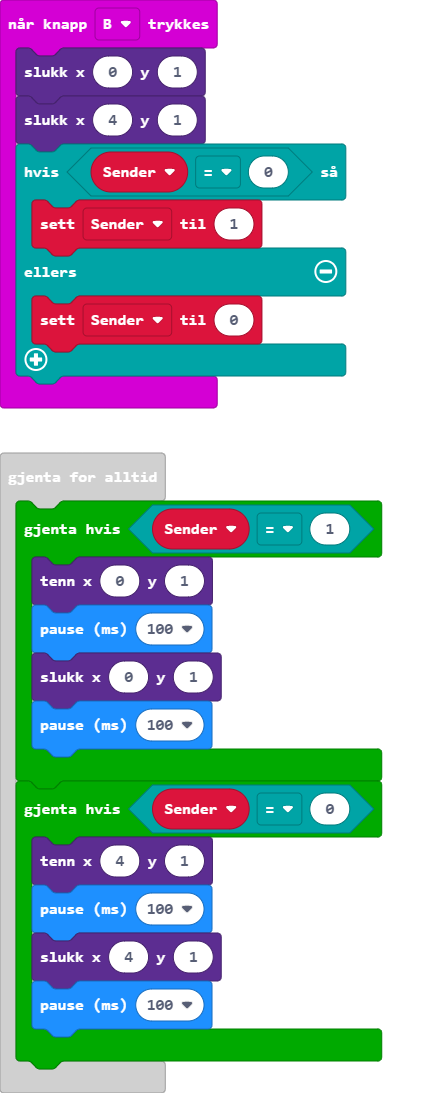 når knapp B trykkes
slukk x 0 y 1
slukk x 4 y 1
hvis Sender = 0 så
sett Sender til 1
ellers
sett Sender til 0
gjenta for alltid
gjenta hvis Sender = 1
tenn x 0 y 1
pause (ms) 100
slukk x 0 y 1
pause (ms) 100
gjenta hvis Sender = 0
tenn x 4 y 1
pause (ms) 100
slukk x 4 y 1
pause (ms) 100